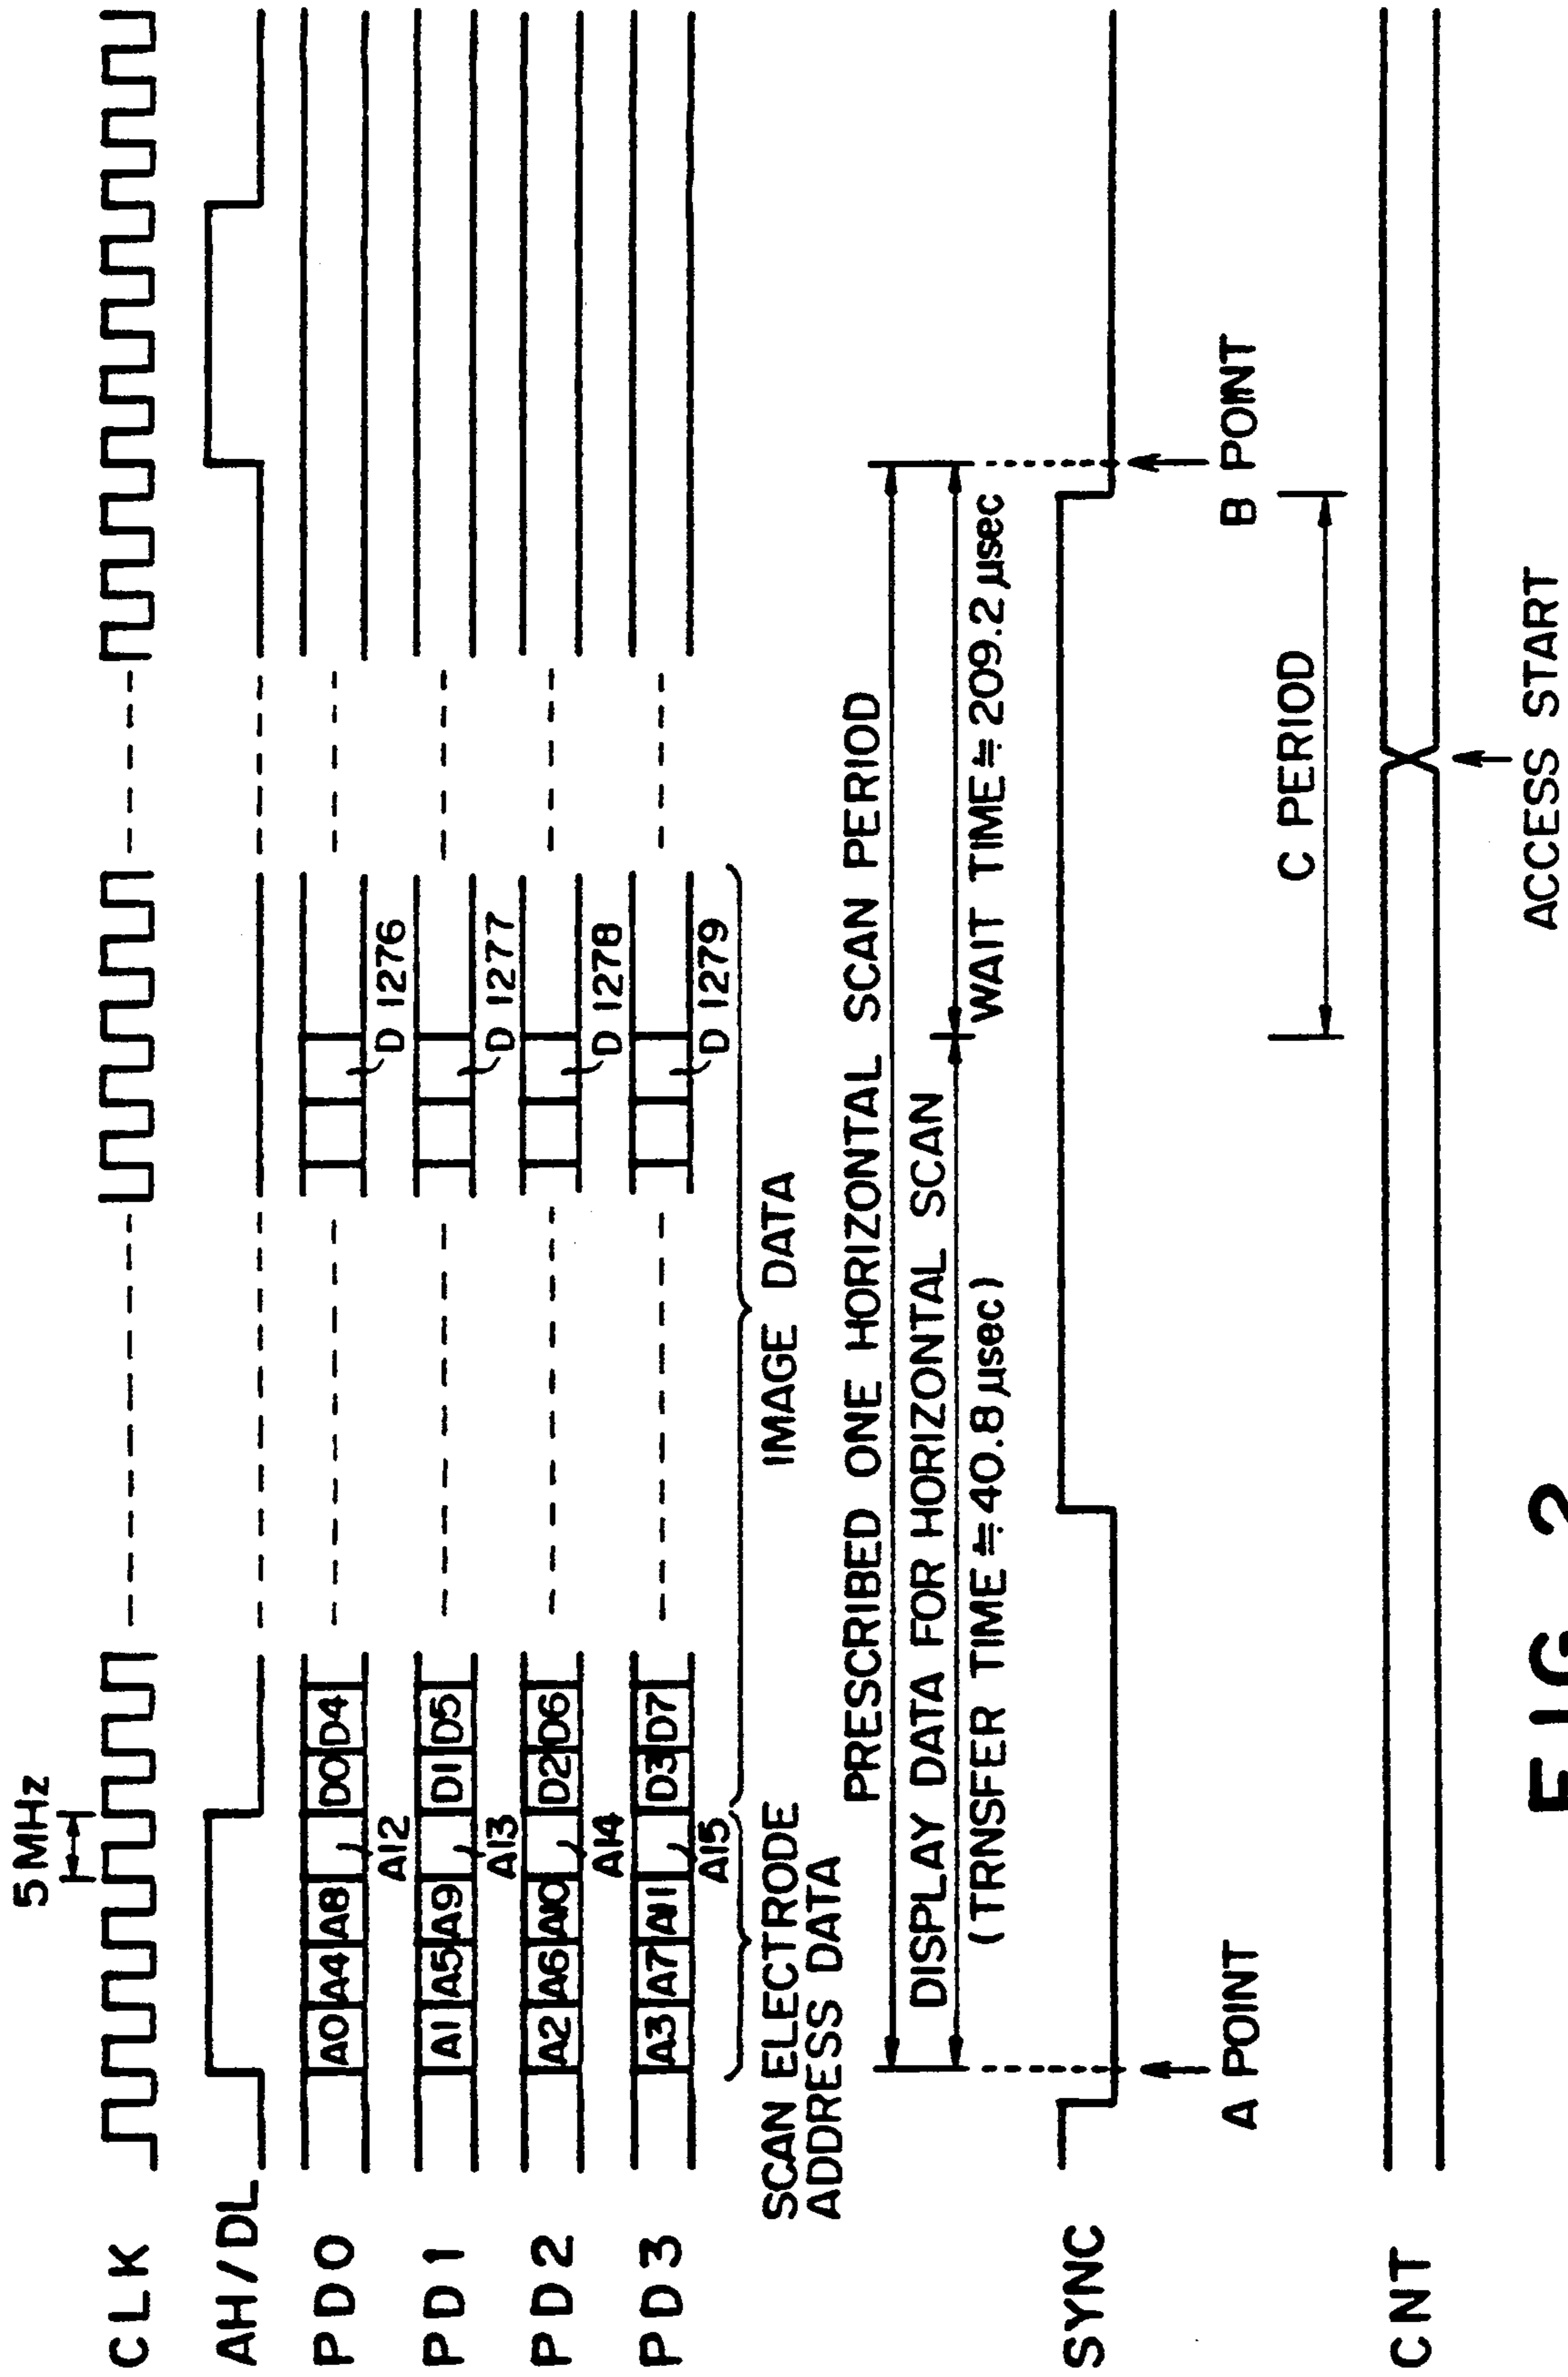 5 MHz
CLK
AH/DL
PD0
A0 A4 A8 D0 D4
A12
D 1276
PD1
A1 A5 A9 D1 D5
A13
D 1277
PD2
A2 A6 A10 D2 D6
A14
D 1278
PD3
A3 A7 A11 D3 D7
A15
D 1279
SCAN ELECTRODE
ADDRESS DATA
IMAGE DATA
PRESCRIBED ONE HORIZONTAL SCAN PERIOD
DISPLAY DATA FOR HORIZONTAL SCAN
(TRNSFER TIME ≒ 40.8 μsec)
WAIT TIME ≒ 209.2 μsec
SYNC
A POINT
B POINT
C PERIOD
CNT
ACCESS START
FIG. 2